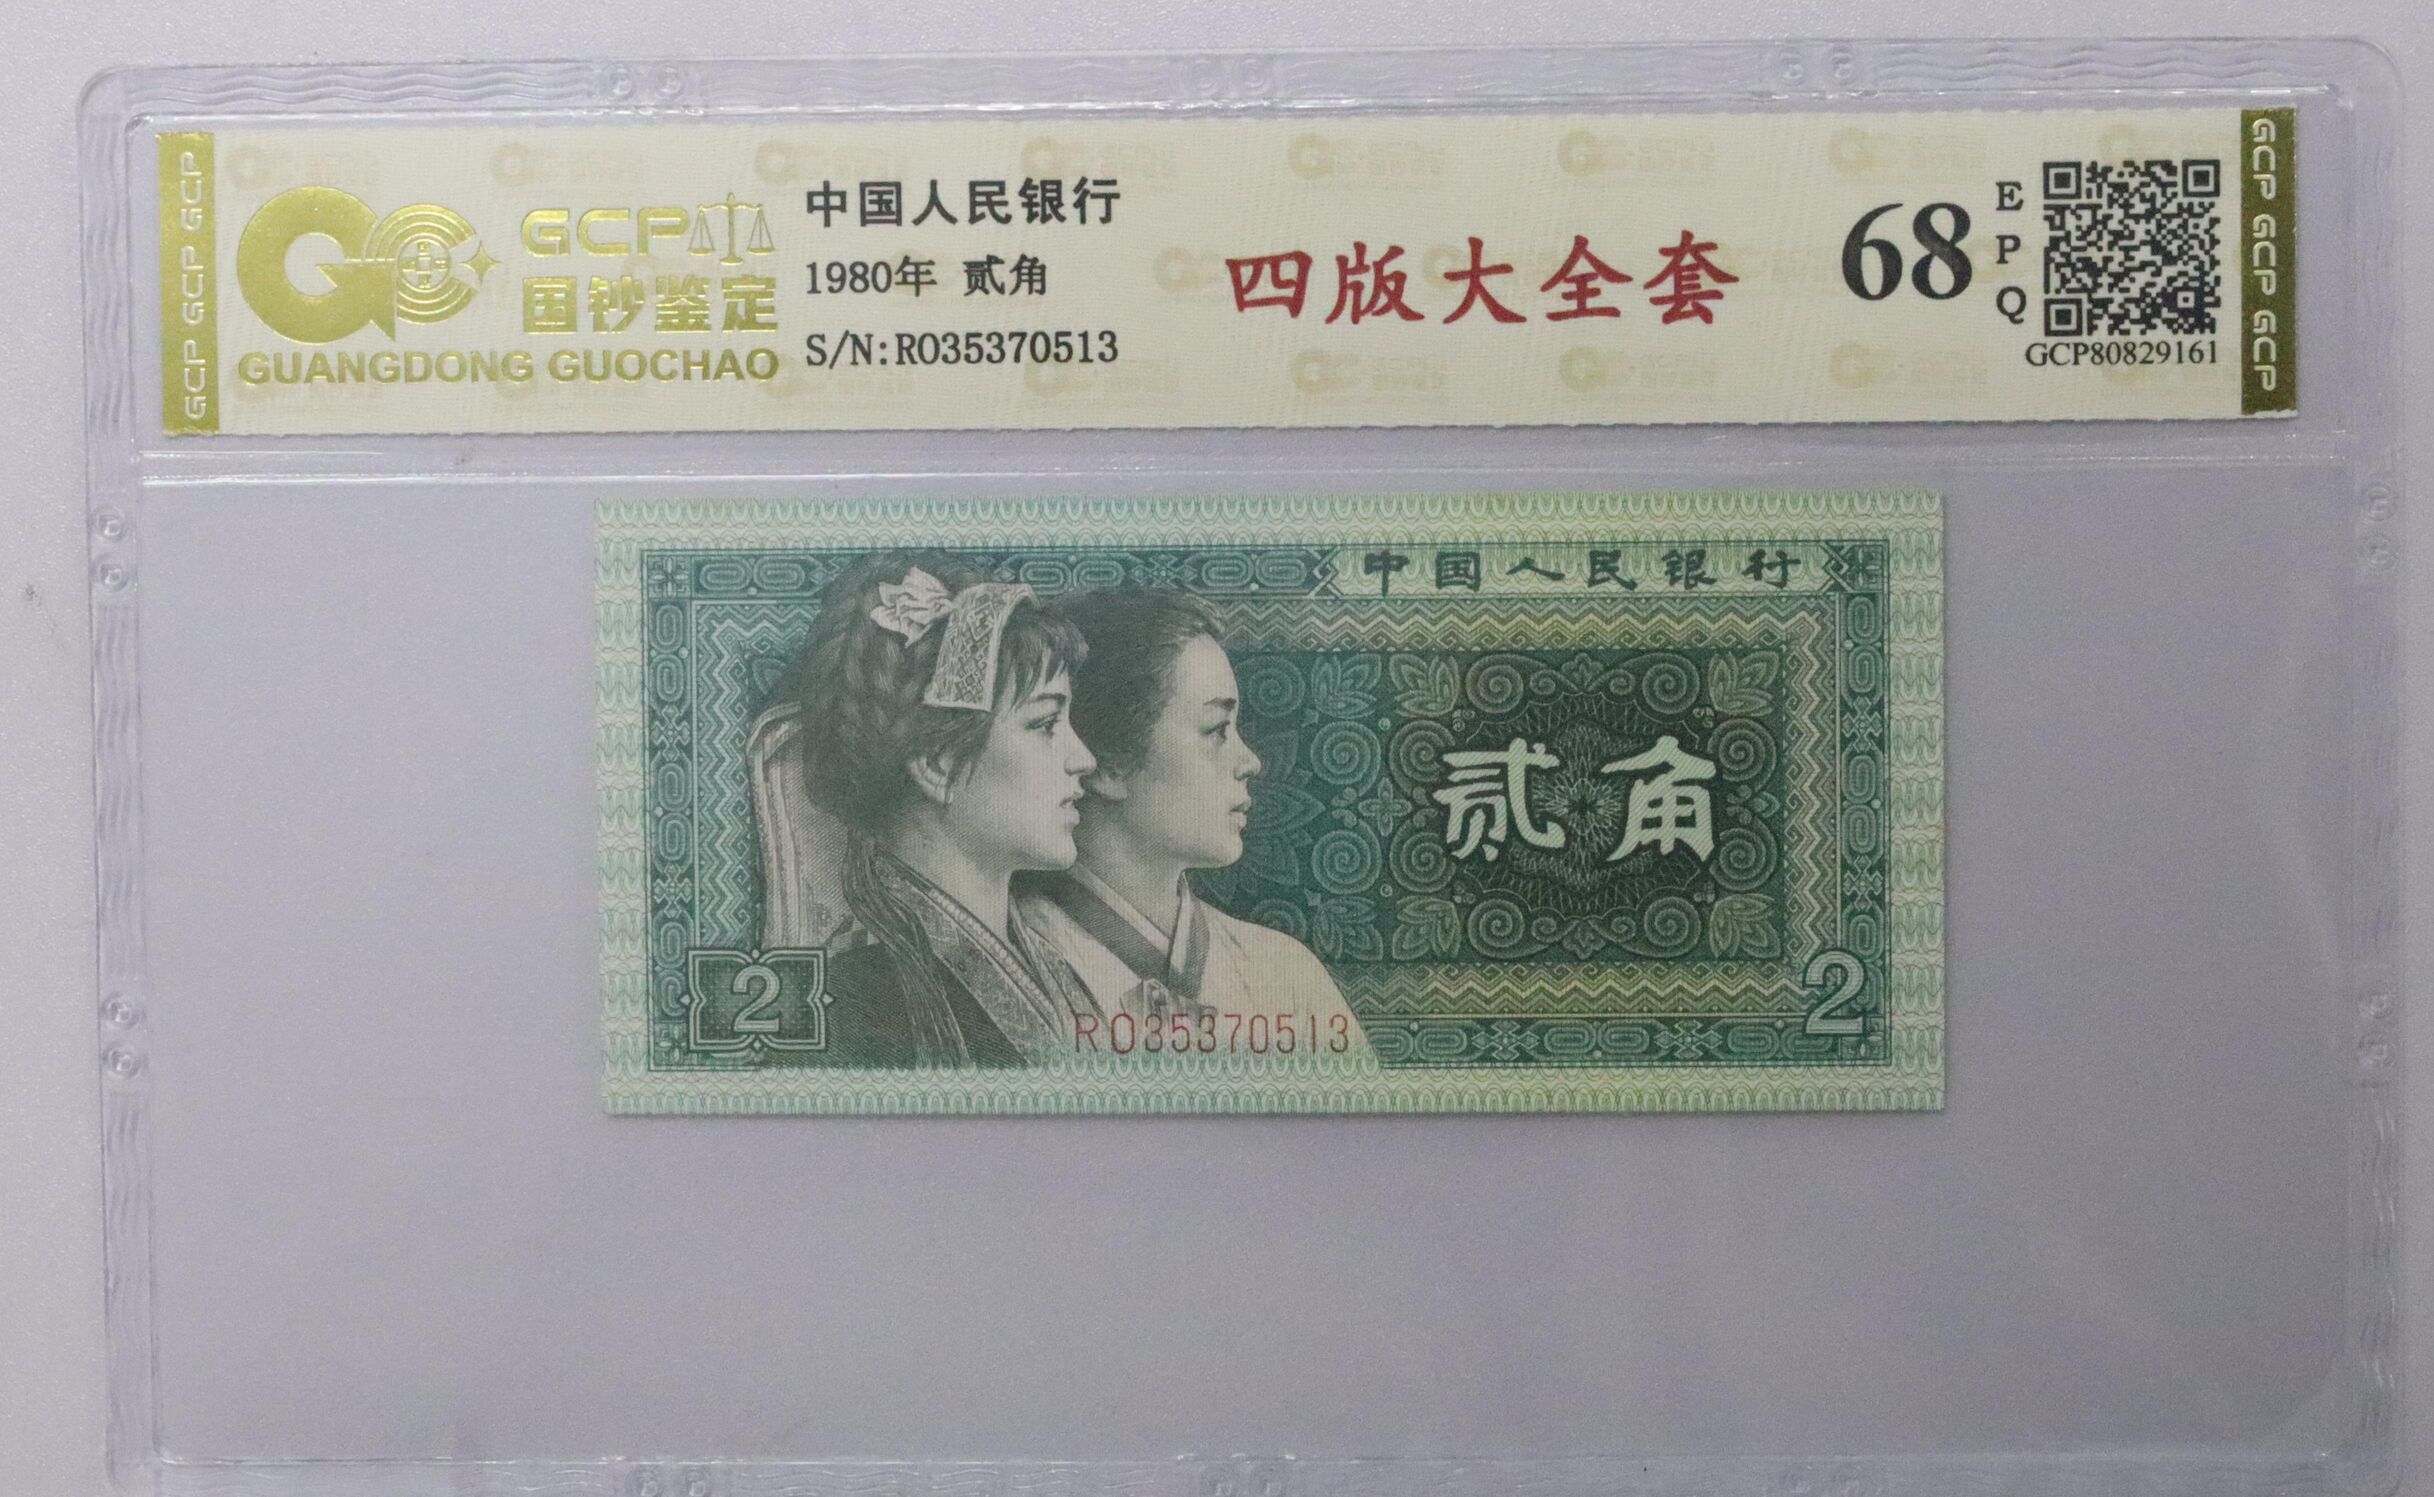 GCP GCP GCP
GCP
国钞鉴定
GUANGDONG GUOCHAO
中国人民银行
1980年 贰角
S/N:RO35370513
四版大全套
68
E
P
Q
GCP80829161
GCP GCP GCP
中国人民银行
贰角
2
RO35370513
2